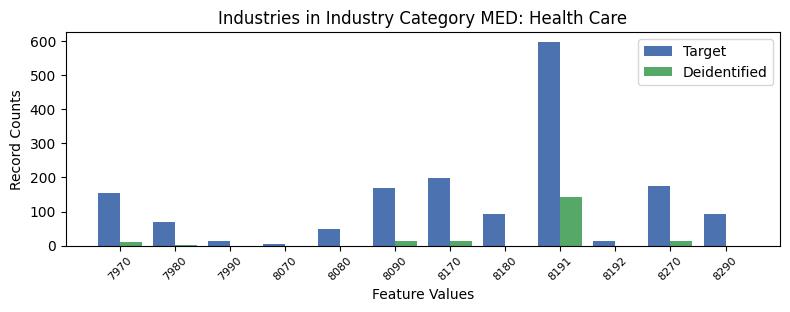 Industries in Industry Category MED: Health Care
Target
Deidentified
Record Counts
600
500
400
300
200
100
0
7970 7980 7990 8070 8080 8090 8170 8180 8191 8192 8270 8290
Feature Values